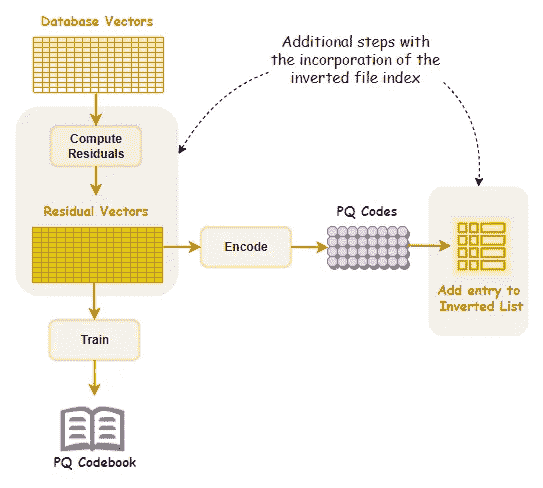 Database Vectors
Additional steps with
the incorporation of the
inverted file index
Compute
Residuals
Residual Vectors
PQ Codes
Encode
Add entry to
Inverted List
Train
PQ Codebook